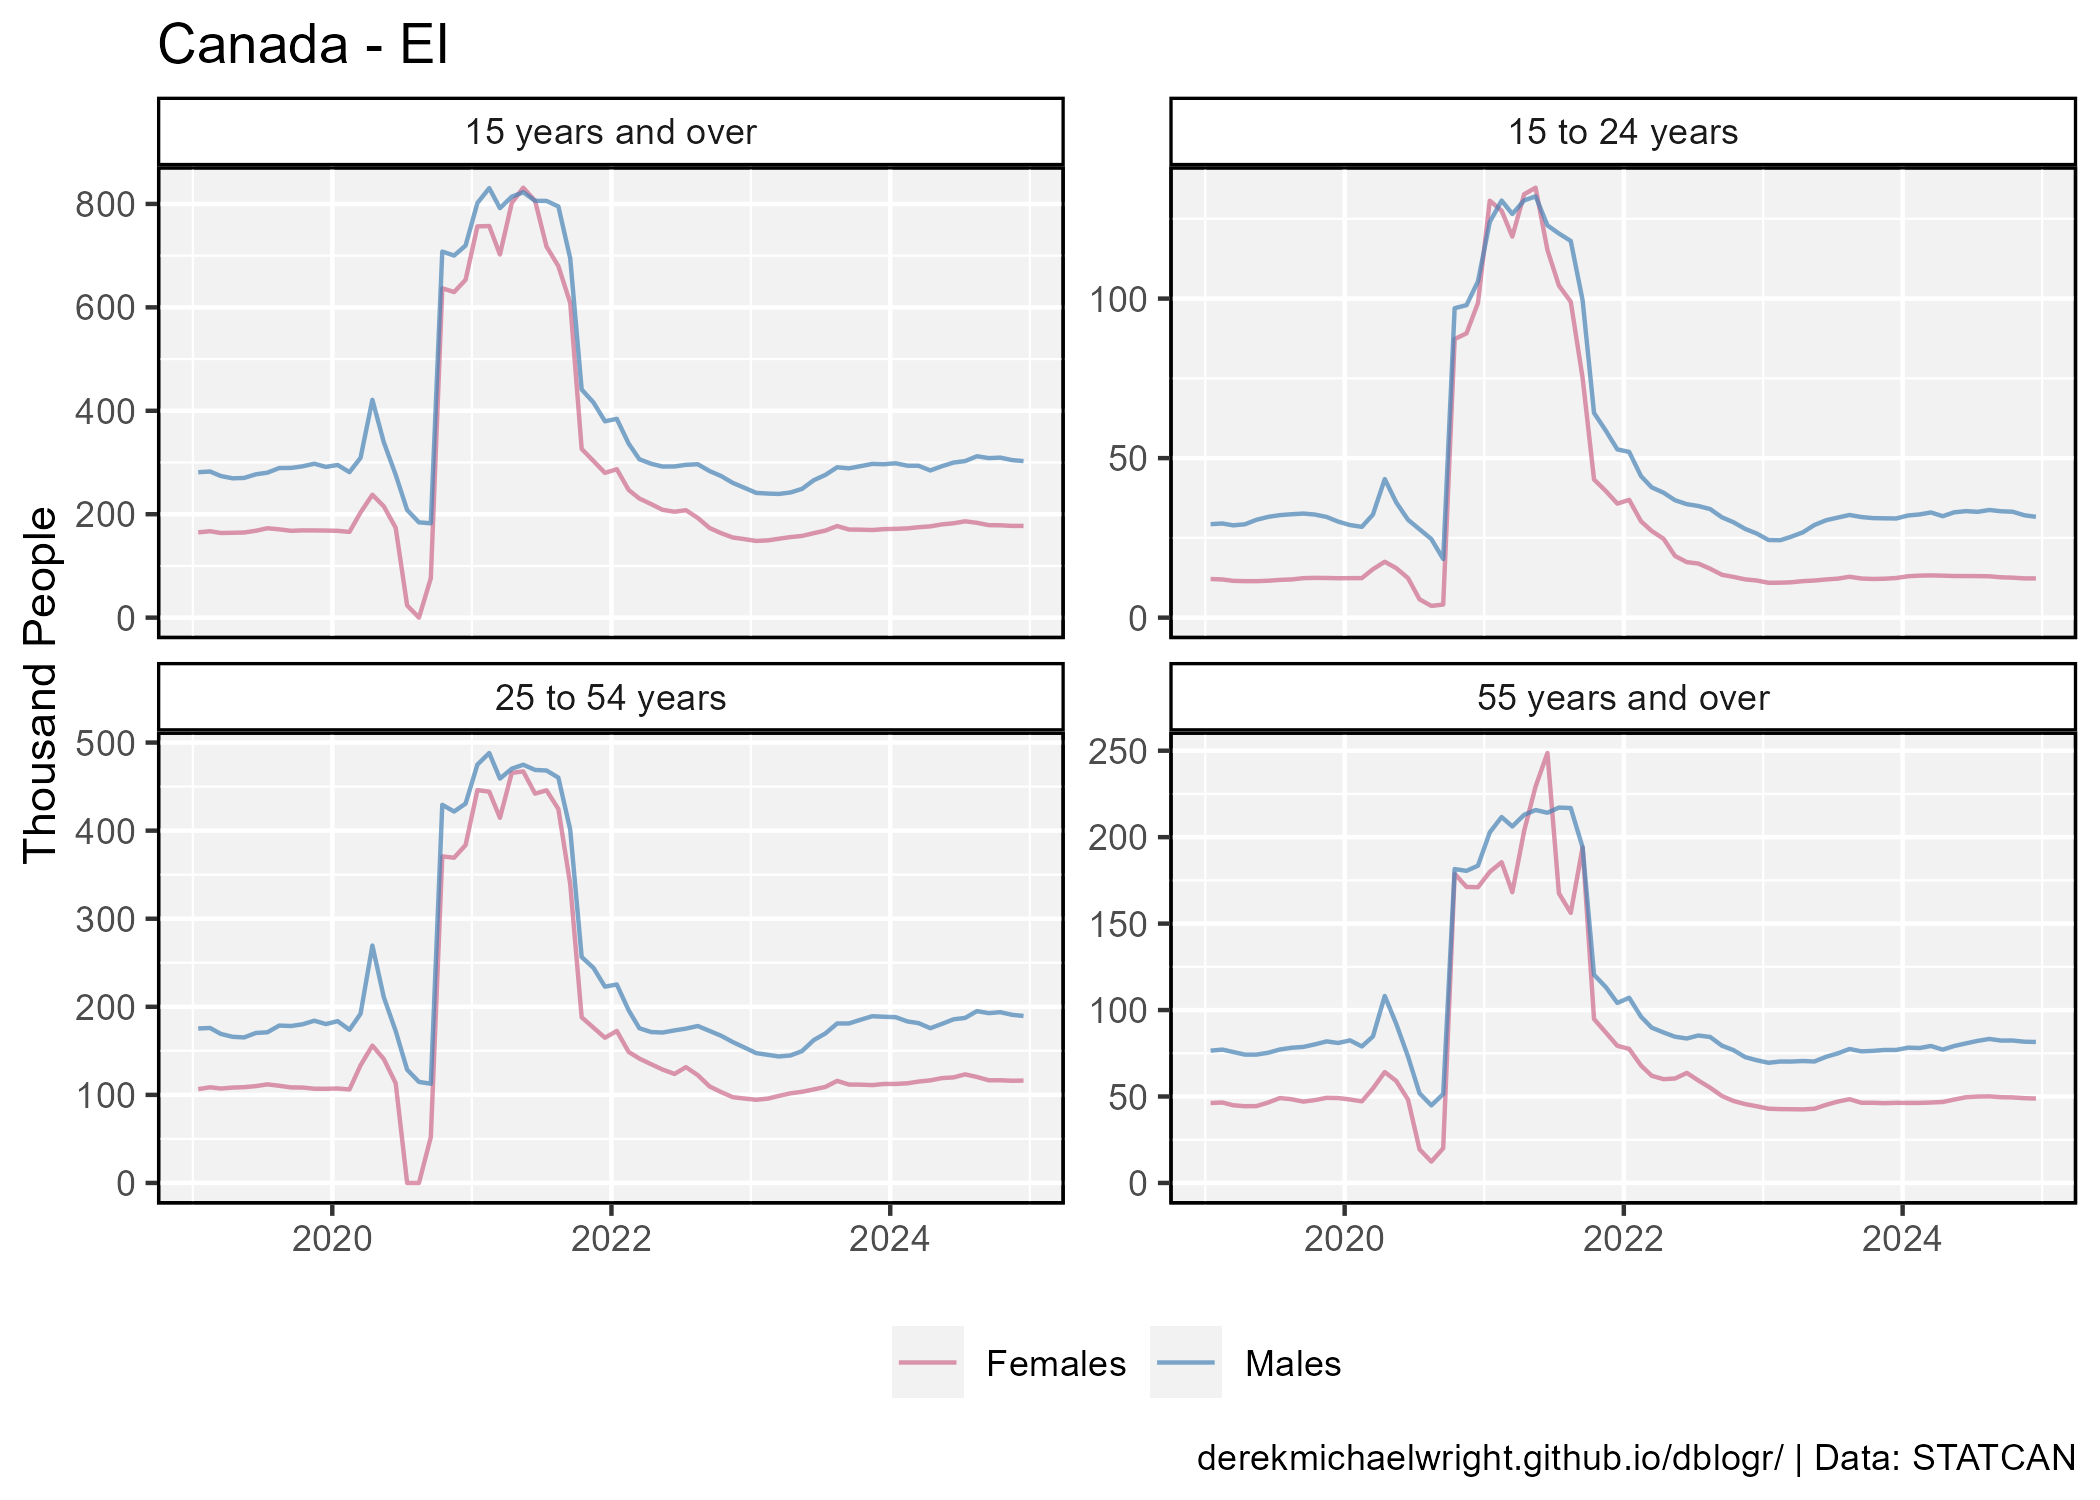 Canada - EI
15 years and over
15 to 24 years
800
600
400
200
0
100
50
0
Thousand People
25 to 54 years
55 years and over
500
400
300
200
100
0
250
200
150
100
50
0
2020 2022 2024
2020 2022 2024
Females Males
derekmichaelwright.github.io/dblogr/ | Data: STATCAN